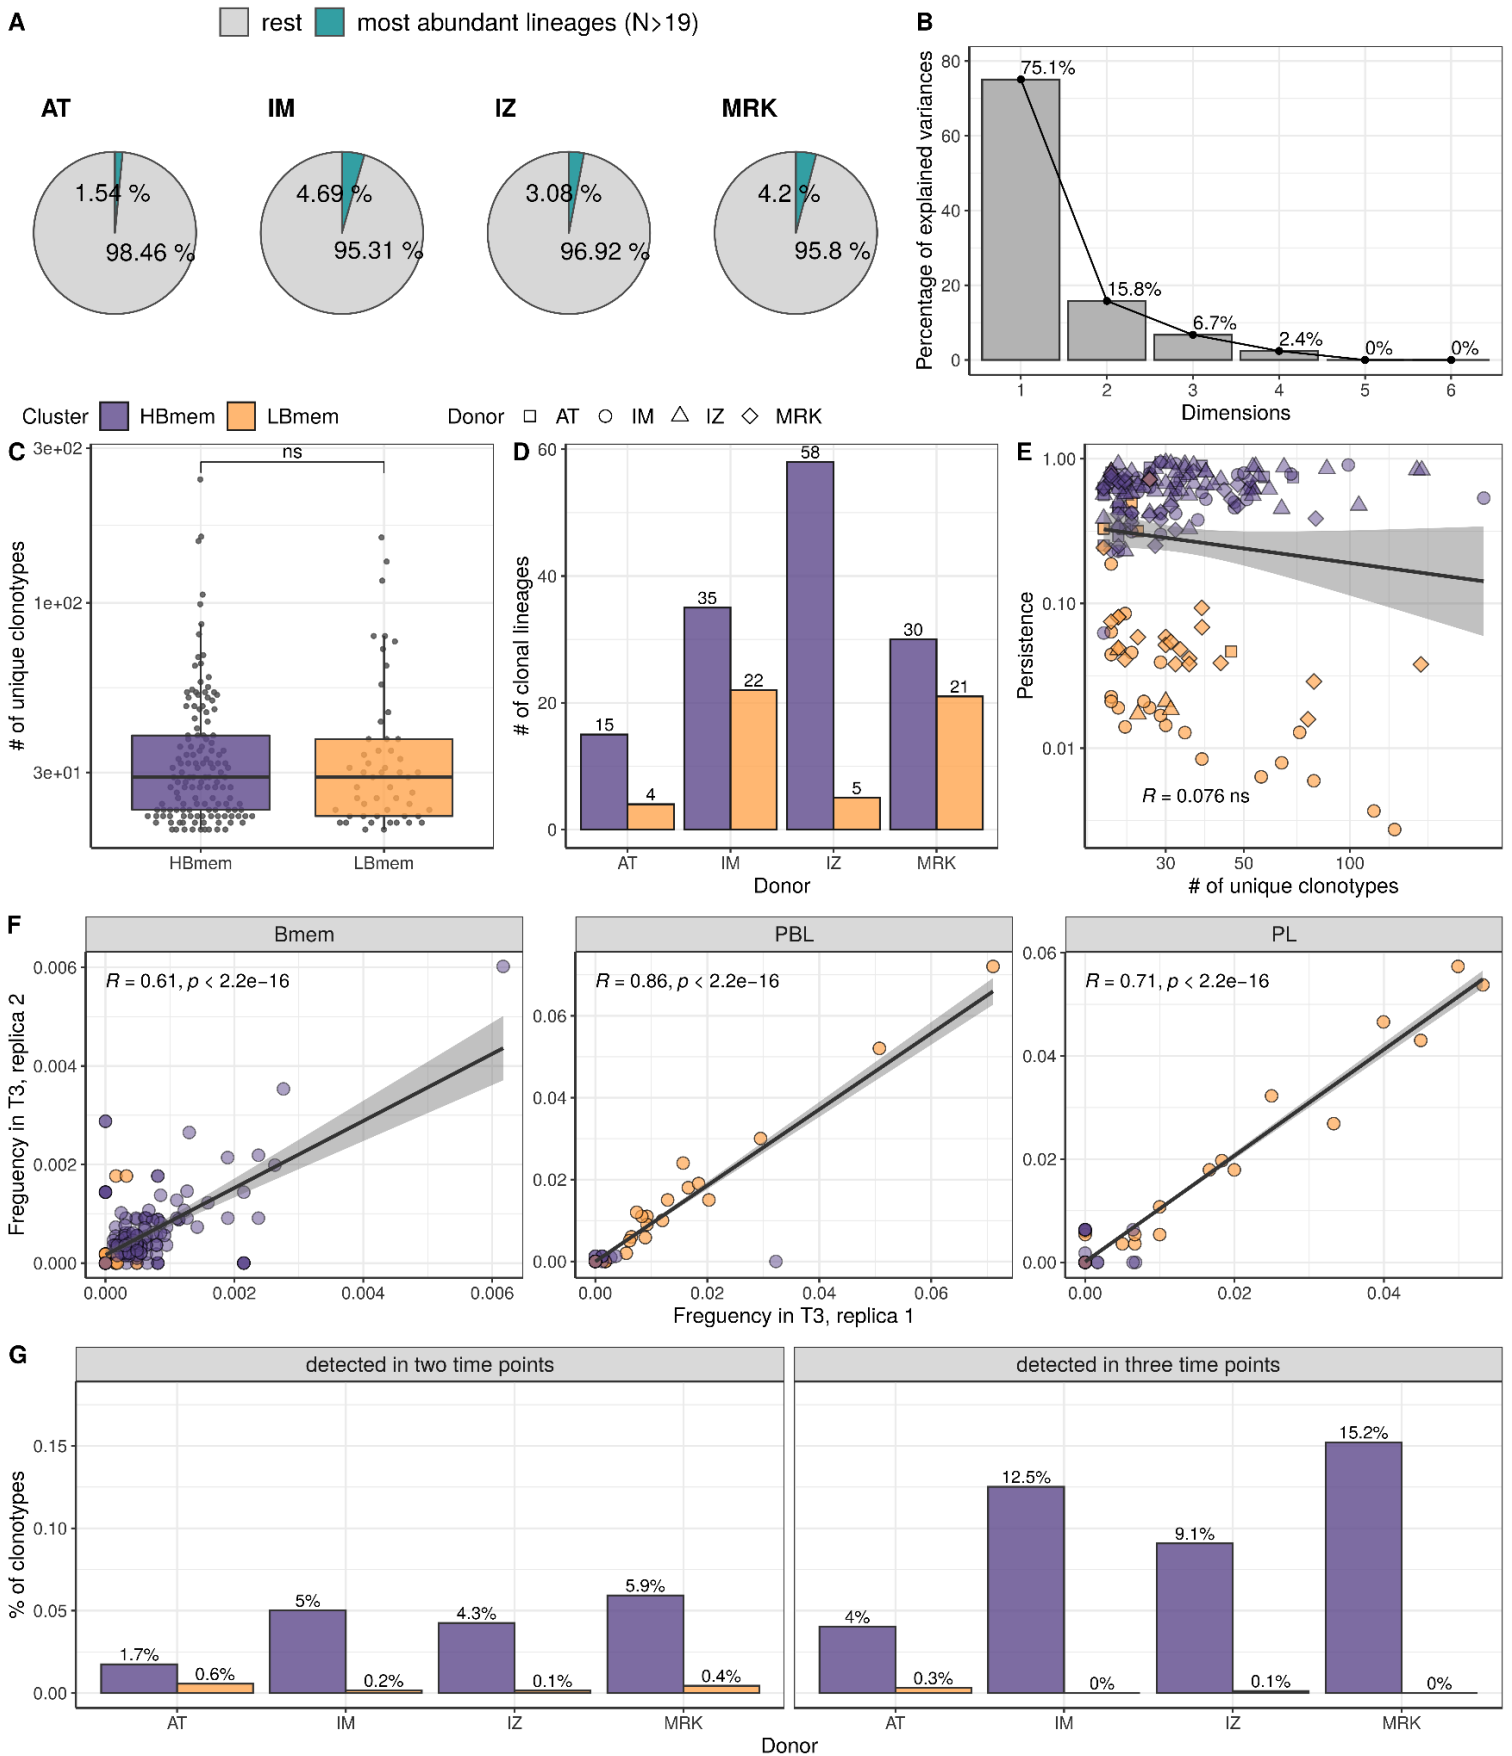 A
rest
most abundant lineages (N>19)
AT
IM
IZ
MRK
1.54 %
98.46 %
4.69 %
95.31 %
3.08 %
96.92 %
4.2 %
95.8 %
B
Percentage of explained variances
80
60
40
20
0
75.1%
15.8%
6.7%
2.4%
0%
0%
1 2 3 4 5 6
Dimensions
Cluster HBmem LBmem
Donor AT IM IZ MRK
C
# of unique clonotypes
3e+02
1e+02
3e+01
ns
HBmem LBmem
D
# of clonal lineages
60
40
20
0
15
4
35
22
58
5
30
21
AT IM IZ MRK
Donor
E
Persistence
1.00
0.10
0.01
R = 0.076 ns
30 50 100
# of unique clonotypes
F
Freguency in T3, replica 2
Bmem
R = 0.61, p < 2.2e−16
0.006
0.004
0.002
0.000
0.000 0.002 0.004 0.006
PBL
R = 0.86, p < 2.2e−16
0.06
0.04
0.02
0.00
0.00 0.02 0.04 0.06
PL
R = 0.71, p < 2.2e−16
0.06
0.04
0.02
0.00
0.00 0.02 0.04
Freguency in T3, replica 1
G
% of clonotypes
detected in two time points
0.15
0.10
0.05
0.00
1.7%
0.6%
5%
0.2%
4.3%
0.1%
5.9%
0.4%
AT IM IZ MRK
detected in three time points
4%
0.3%
12.5%
0%
9.1%
0.1%
15.2%
0%
AT IM IZ MRK
Donor